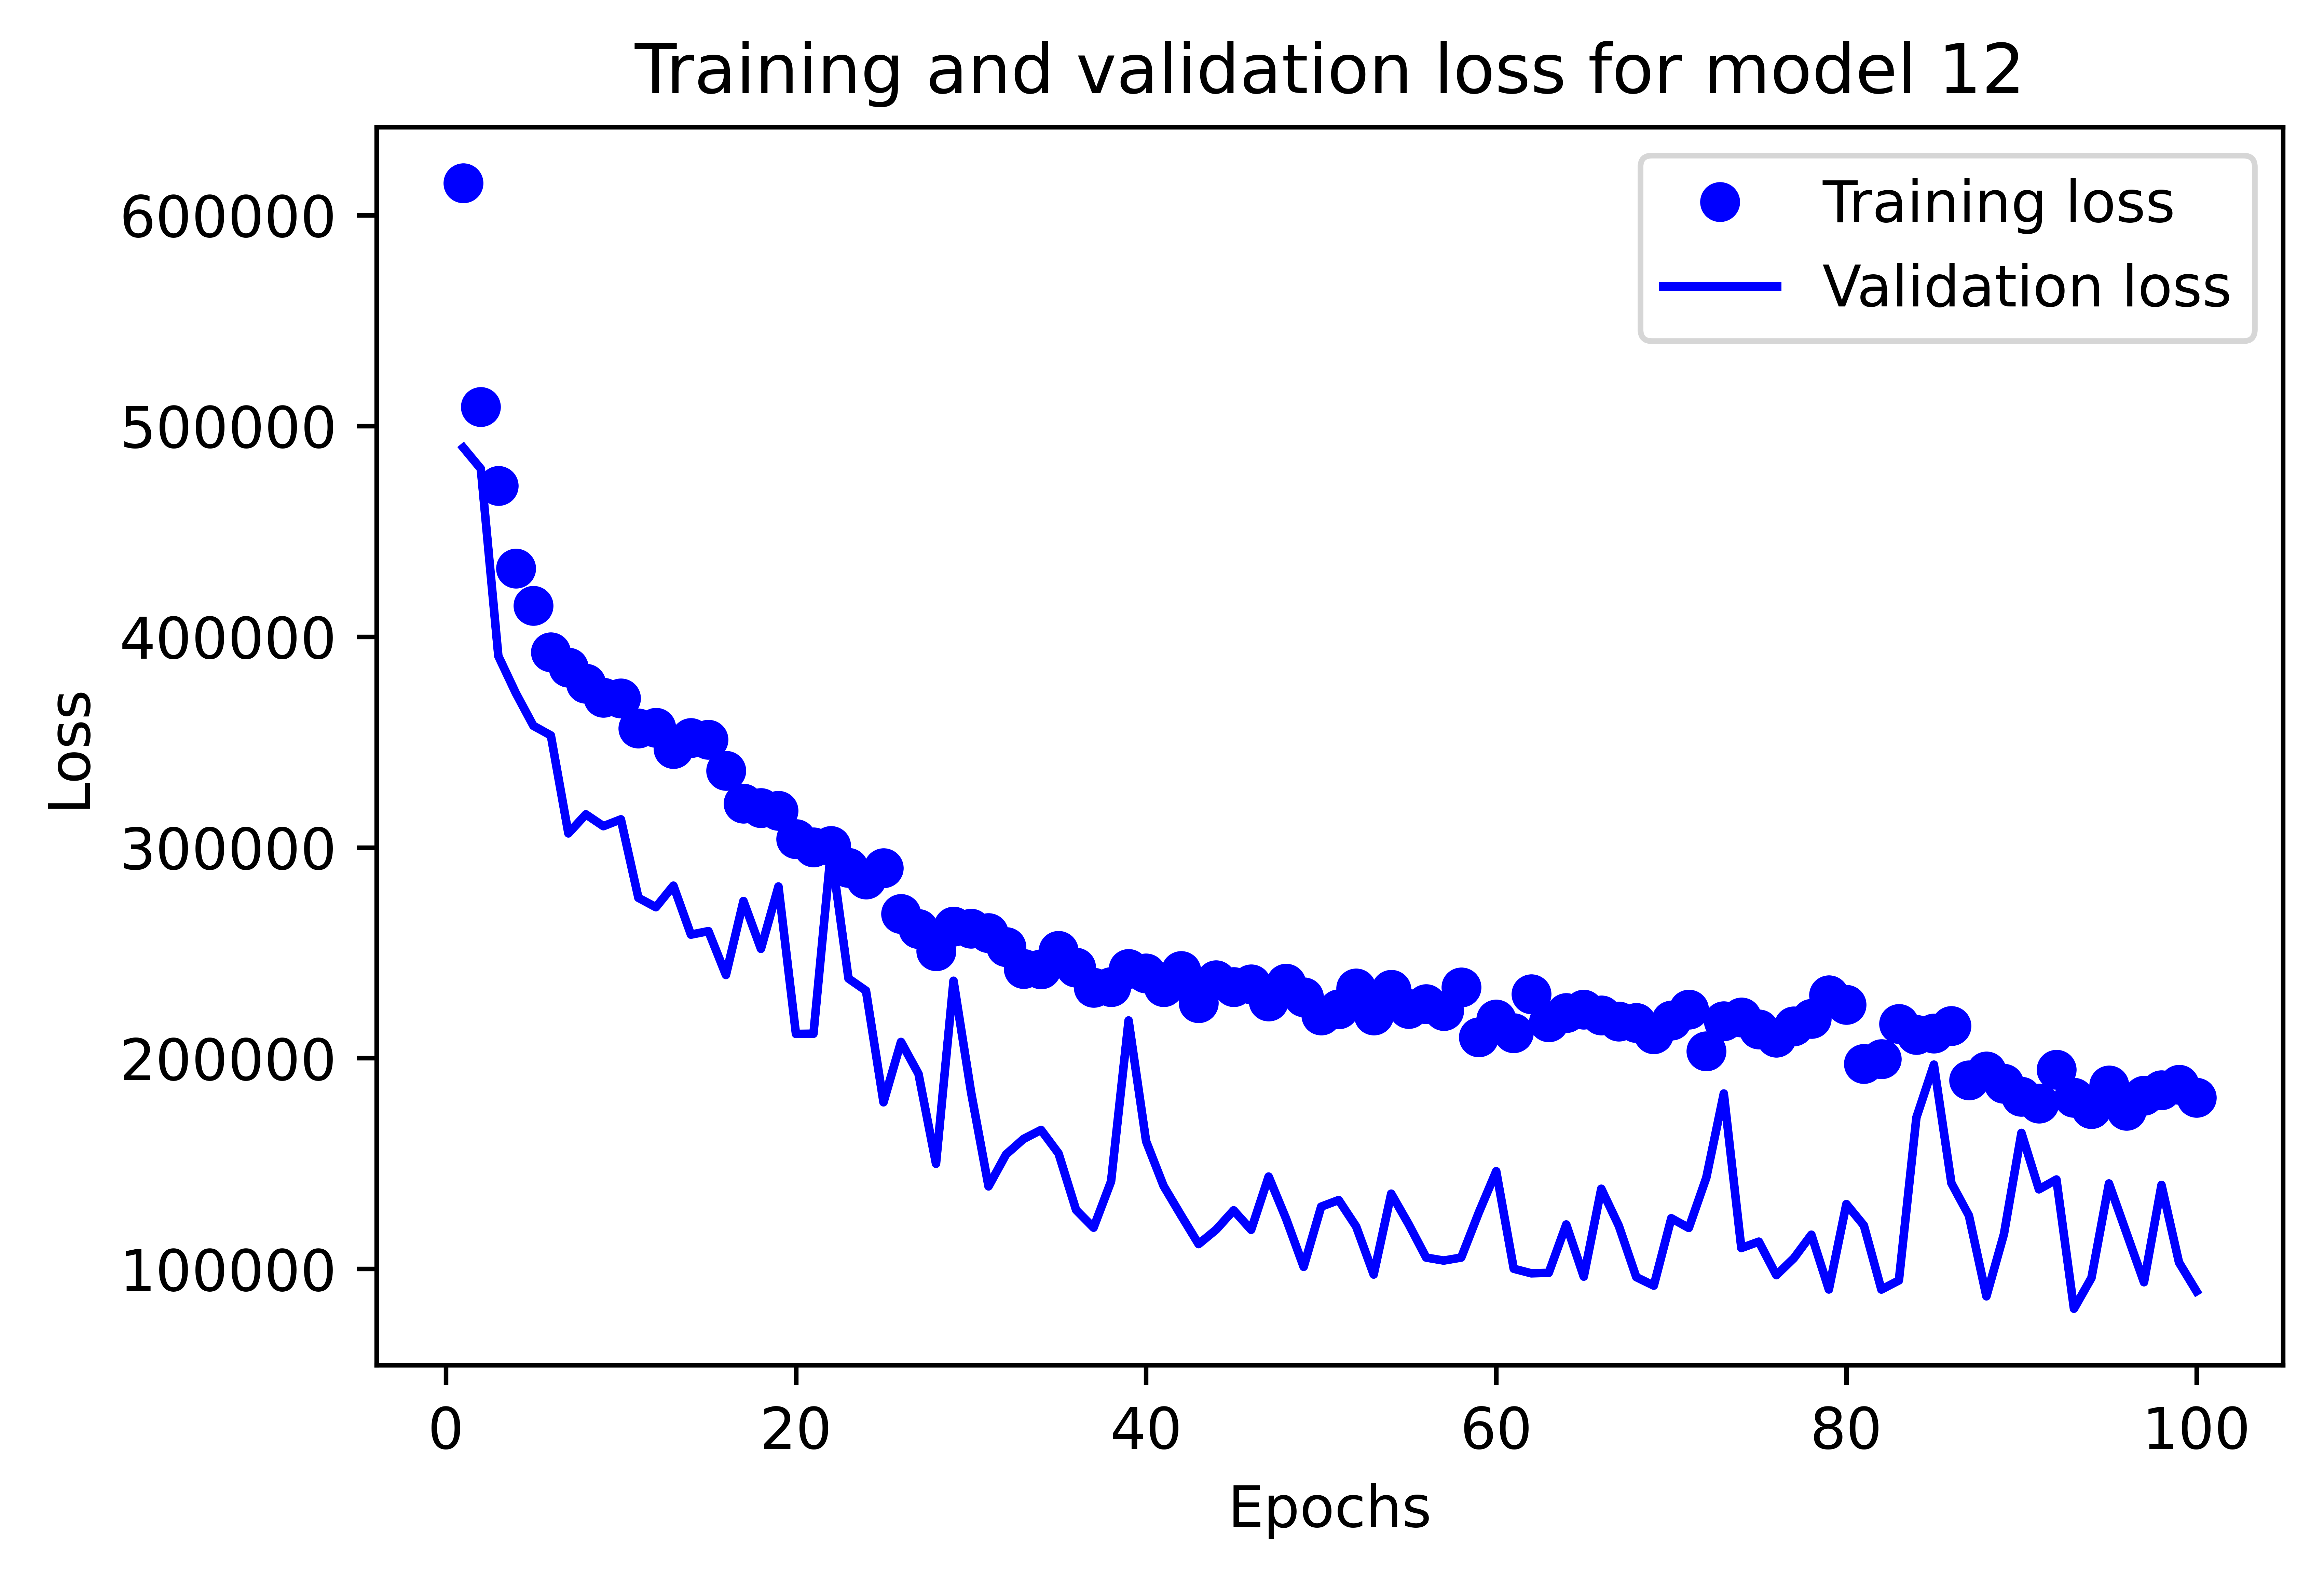 Training and validation loss for model 12
Training loss
Validation loss
600000
500000
400000
300000
200000
100000
Loss
0 20 40 60 80 100
Epochs